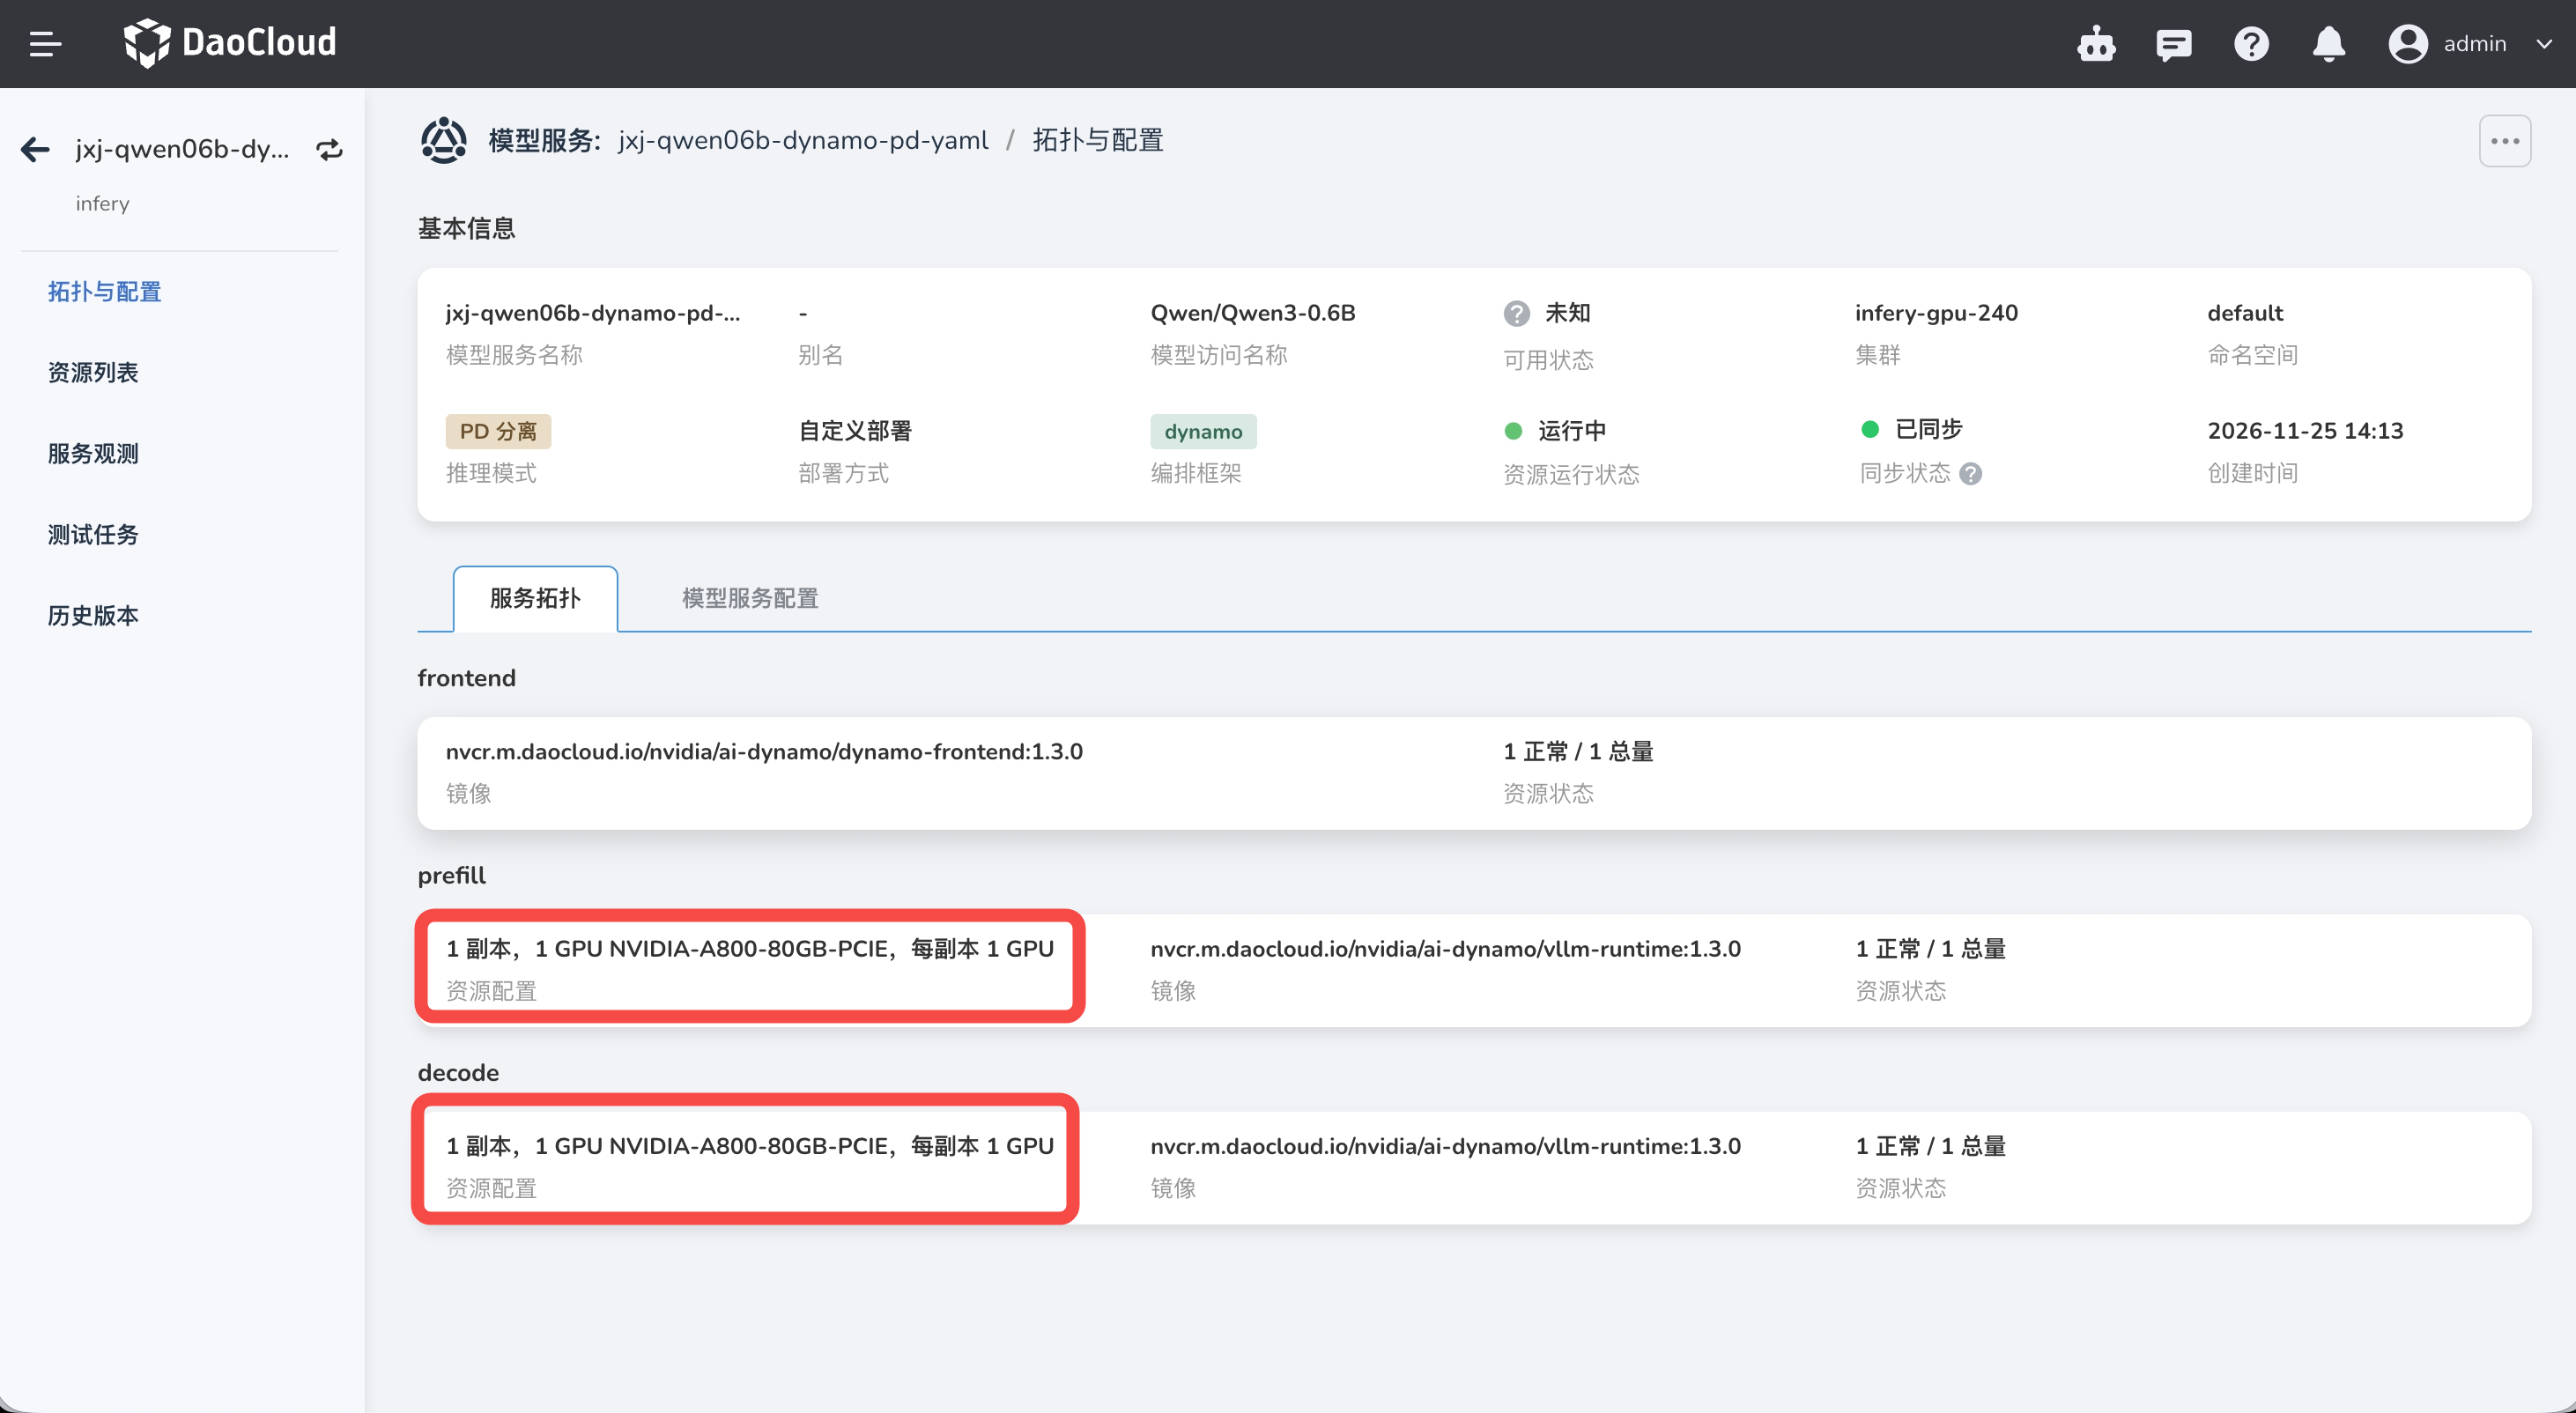 DaoCloud
admin
jxj-qwen06b-dy...
infery
拓扑与配置
资源列表
服务观测
测试任务
历史版本
模型服务: jxj-qwen06b-dynamo-pd-yaml / 拓扑与配置
基本信息
jxj-qwen06b-dynamo-pd-...
模型服务名称
-
别名
Qwen/Qwen3-0.6B
模型访问名称
未知
可用状态
infery-gpu-240
集群
default
命名空间
PD 分离
推理模式
自定义部署
部署方式
dynamo
编排框架
运行中
资源运行状态
已同步
同步状态
2026-11-25 14:13
创建时间
服务拓扑
模型服务配置
frontend
nvcr.m.daocloud.io/nvidia/ai-dynamo/dynamo-frontend:1.3.0
镜像
1 正常 / 1 总量
资源状态
prefill
1 副本，1 GPU NVIDIA-A800-80GB-PCIE，每副本 1 GPU
资源配置
nvcr.m.daocloud.io/nvidia/ai-dynamo/vllm-runtime:1.3.0
镜像
1 正常 / 1 总量
资源状态
decode
1 副本，1 GPU NVIDIA-A800-80GB-PCIE，每副本 1 GPU
资源配置
nvcr.m.daocloud.io/nvidia/ai-dynamo/vllm-runtime:1.3.0
镜像
1 正常 / 1 总量
资源状态